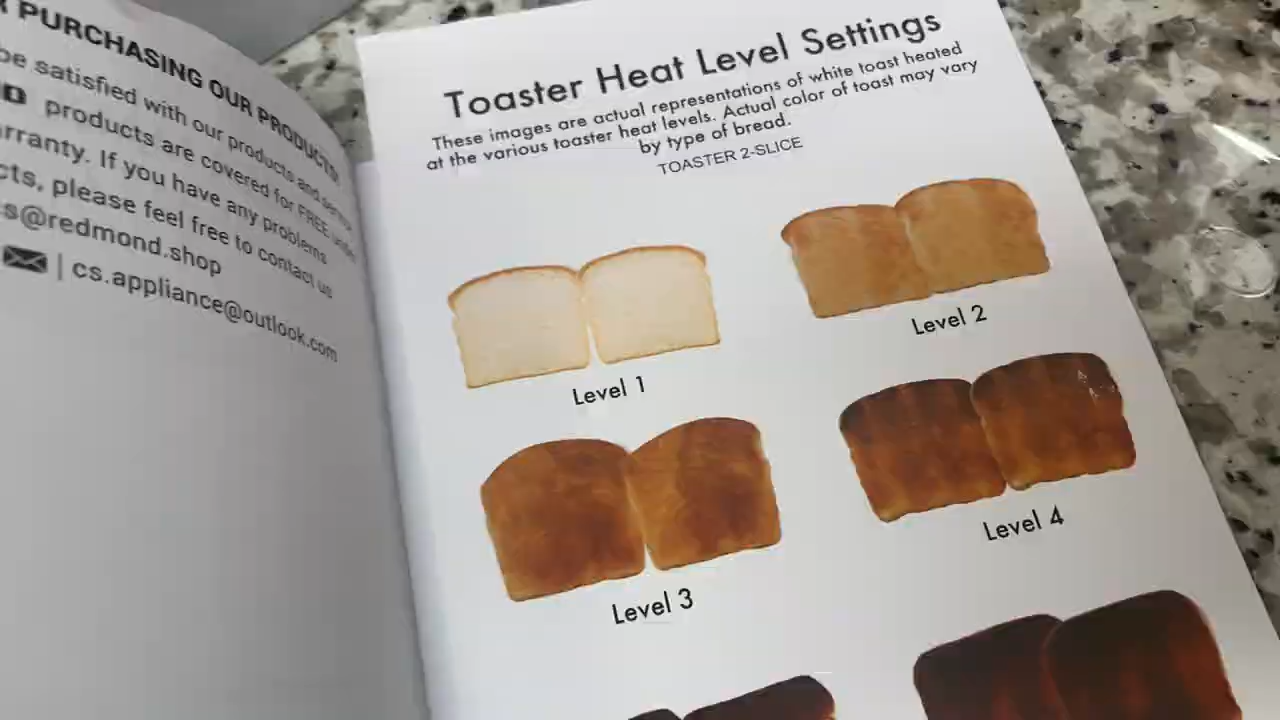 PURCHASING OUR PRODUCTS!
be satisfied with our products and
products are covered for FREE under
rranty. If you have any problems
cts, please feel free to contact us
s@redmond.shop
| cs.appliance@outlook.com
Toaster Heat Level Settings
These images are actual representations of white toast heated
at the various toaster heat levels. Actual color of toast may vary
by type of bread.
TOASTER 2-SLICE
Level 1
Level 2
Level 3
Level 4